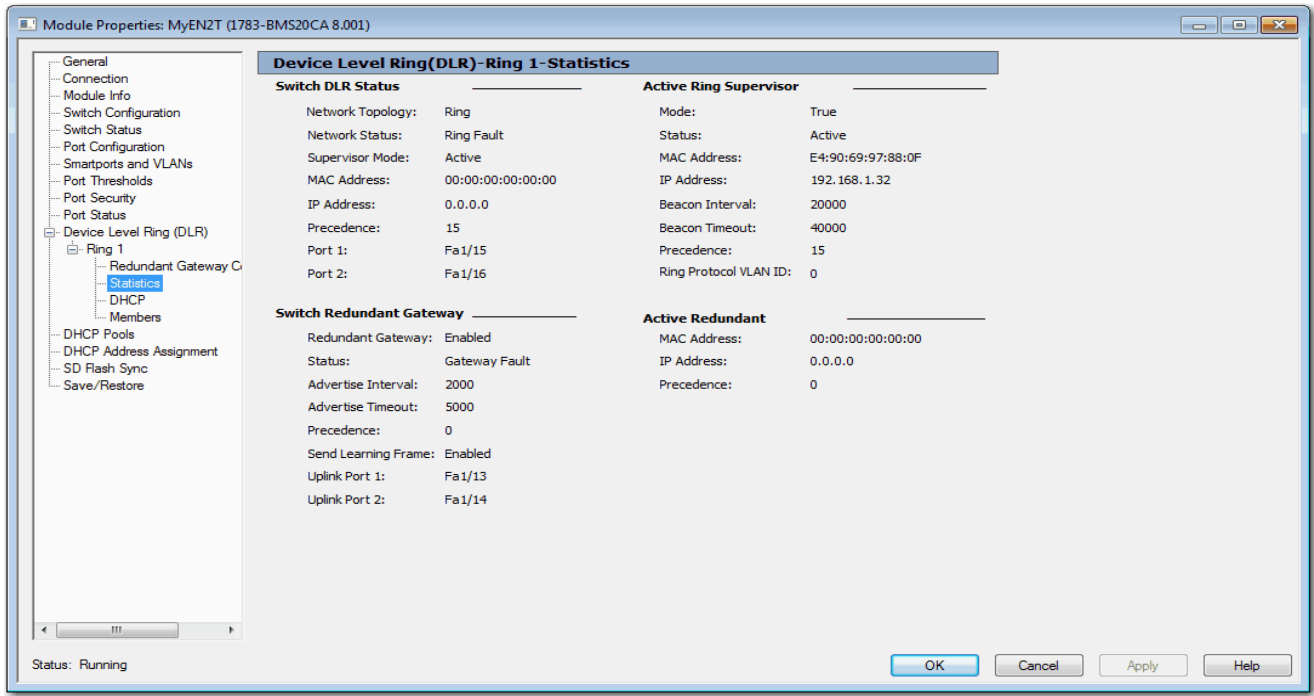 Module Properties: MyEN2T (1783-BMS20CA 8.001)
General
Connection
Module Info
Switch Configuration
Switch Status
Port Configuration
Smartports and VLANs
Port Thresholds
Port Security
Port Status
Device Level Ring (DLR)
Ring 1
Redundant Gateway C
Statistics
DHCP
Members
DHCP Pools
DHCP Address Assignment
SD Flash Sync
Save/Restore
Device Level Ring(DLR)-Ring 1-Statistics
Switch DLR Status
Network Topology: Ring
Network Status: Ring Fault
Supervisor Mode: Active
MAC Address: 00:00:00:00:00:00
IP Address: 0.0.0.0
Precedence: 15
Port 1: Fa1/15
Port 2: Fa1/16
Switch Redundant Gateway
Redundant Gateway: Enabled
Status: Gateway Fault
Advertise Interval: 2000
Advertise Timeout: 5000
Precedence: 0
Send Learning Frame: Enabled
Uplink Port 1: Fa1/13
Uplink Port 2: Fa1/14
Active Ring Supervisor
Mode: True
Status: Active
MAC Address: E4:90:69:97:88:0F
IP Address: 192.168.1.32
Beacon Interval: 20000
Beacon Timeout: 40000
Precedence: 15
Ring Protocol VLAN ID: 0
Active Redundant
MAC Address: 00:00:00:00:00:00
IP Address: 0.0.0.0
Precedence: 0
Status: Running
OK Cancel Apply Help